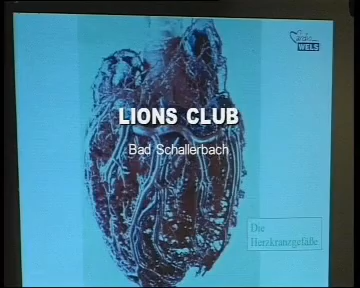 WELS
LIONS CLUB
Bad Schallerbach
Die
Herzkranzgefäße